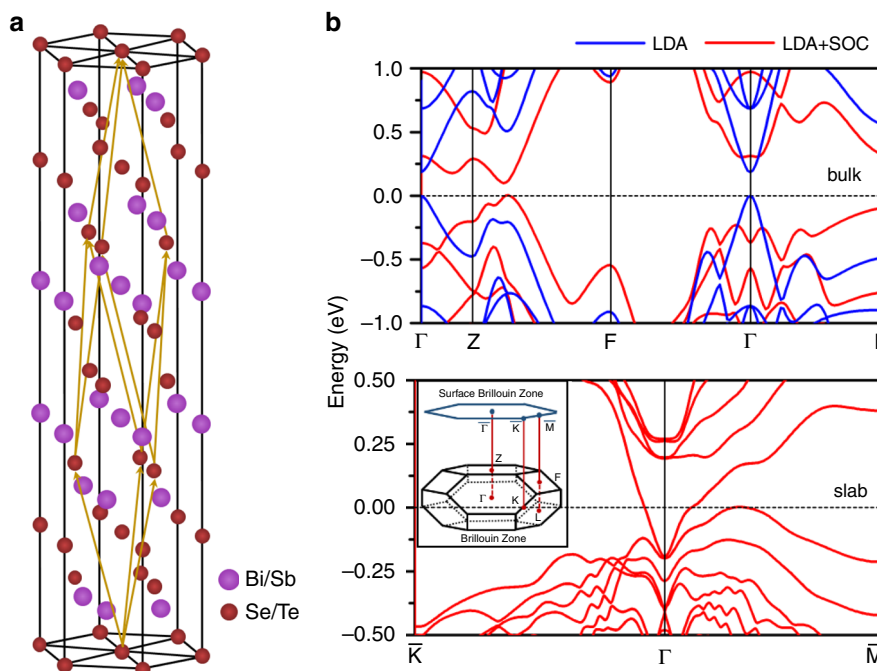 a
Bi/Sb
Se/Te
b
LDA LDA+SOC
Energy (eV)
1.0
0.5
0.0
−0.5
−1.0
bulk
Γ Z F Γ
0.50
0.25
0.00
−0.25
−0.50
slab
Surface Brillouin Zone
Γ̅ K̅ M̅
Z
F
Γ
K
L
Brillouin Zone
K̅ Γ M̅